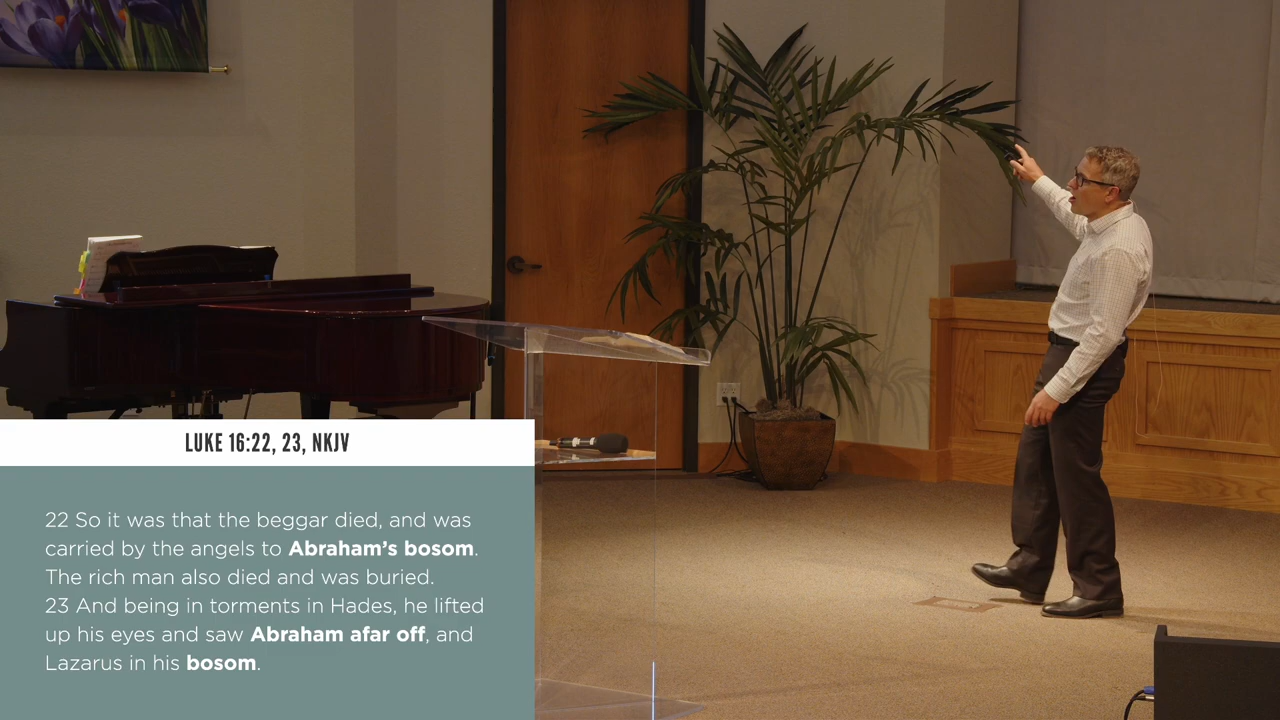 LUKE 16:22, 23, NKJV
22 So it was that the beggar died, and was
carried by the angels to Abraham’s bosom.
The rich man also died and was buried.
23 And being in torments in Hades, he lifted
up his eyes and saw Abraham afar off, and
Lazarus in his bosom.